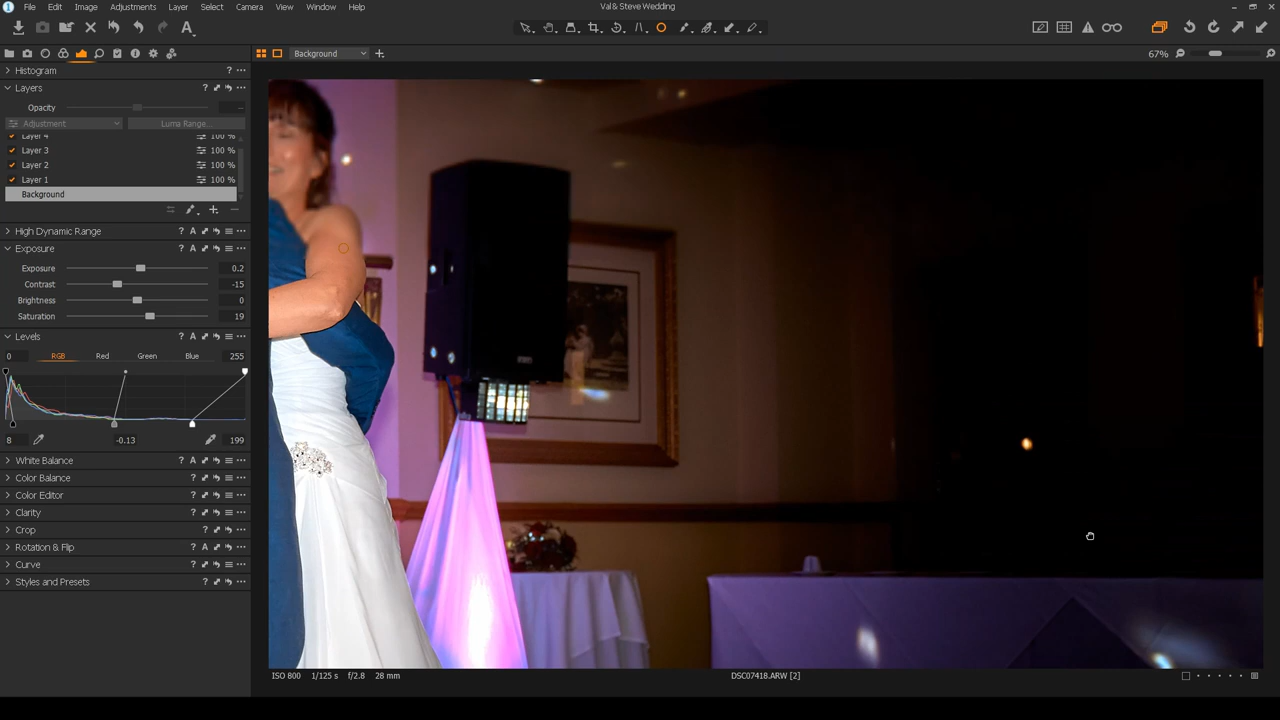 Val & Steve Wedding
File Edit Image Adjustments Layer Select Camera View Window Help
Background
67%
Histogram
Layers
Opacity
Adjustment Luma Range...
Layer 4 100 %
Layer 3 100 %
Layer 2 100 %
Layer 1 100 %
Background
High Dynamic Range
Exposure
Exposure 0.2
Contrast -15
Brightness 0
Saturation 19
Levels
0 RGB Red Green Blue 255
8 -0.13 199
White Balance
Color Balance
Color Editor
Clarity
Crop
Rotation & Flip
Curve
Styles and Presets
ISO 800 1/125 s f/2.8 28 mm DSC07418.ARW [2]